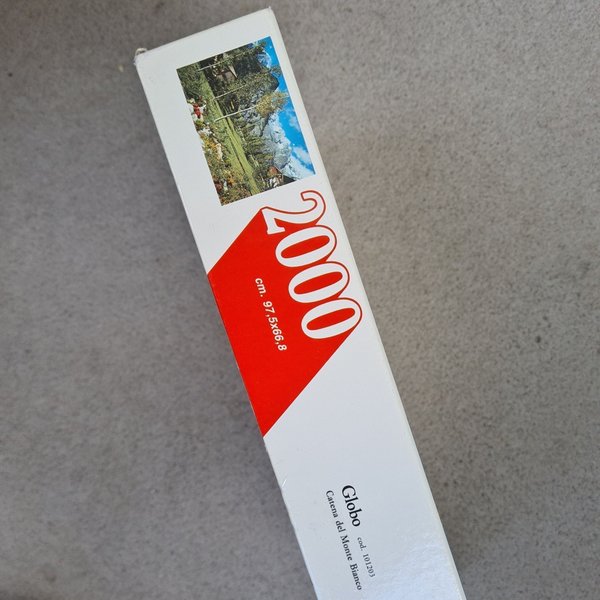 2000
cm. 97,5x66,8
Globo cod. 101203
Catena del Monte Bianco